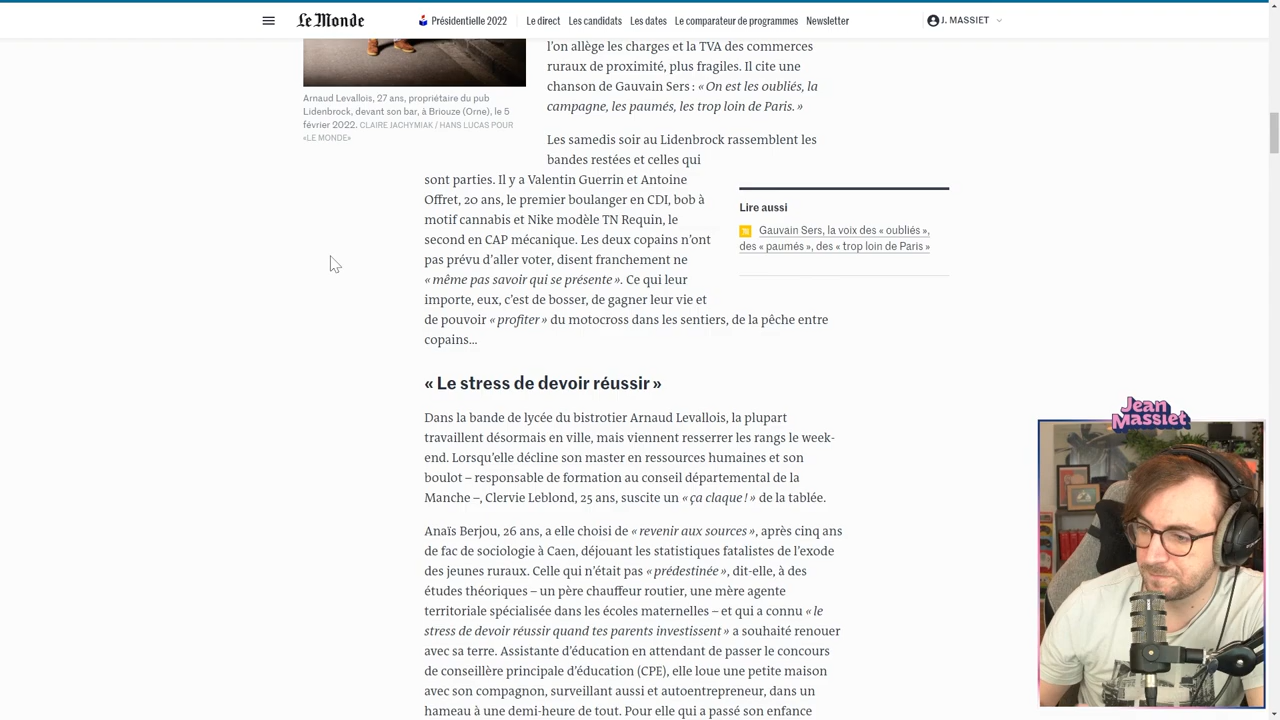 Le Monde
Présidentielle 2022
Le direct
Les candidats
Les dates
Le comparateur de programmes
Newsletter
J. MASSIET
l'on allège les charges et la TVA des commerces
ruraux de proximité, plus fragiles. Il cite une
chanson de Gauvain Sers : « On est les oubliés, la
campagne, les paumés, les trop loin de Paris. »
Arnaud Levallois, 27 ans, propriétaire du pub
Lidenbrock, devant son bar, à Briouze (Orne), le 5
février 2022. CLAIRE JACHYMIAK / HANS LUCAS POUR
«LE MONDE»
Les samedis soir au Lidenbrock rassemblent les
bandes restées et celles qui
sont parties. Il y a Valentin Guerrin et Antoine
Offret, 20 ans, le premier boulanger en CDI, bob à
motif cannabis et Nike modèle TN Requin, le
second en CAP mécanique. Les deux copains n'ont
pas prévu d'aller voter, disent franchement ne
« même pas savoir qui se présente ». Ce qui leur
importe, eux, c'est de bosser, de gagner leur vie et
de pouvoir « profiter » du motocross dans les sentiers, de la pêche entre
copains…
Lire aussi
Gauvain Sers, la voix des « oubliés »,
des « paumés », des « trop loin de Paris »
« Le stress de devoir réussir »
Dans la bande de lycée du bistrotier Arnaud Levallois, la plupart
travaillent désormais en ville, mais viennent resserrer les rangs le week-
end. Lorsqu'elle décline son master en ressources humaines et son
boulot – responsable de formation au conseil départemental de la
Manche –, Clervie Leblond, 25 ans, suscite un « ça claque ! » de la tablée.
Anaïs Berjou, 26 ans, a elle choisi de « revenir aux sources », après cinq ans
de fac de sociologie à Caen, déjouant les statistiques fatalistes de l'exode
des jeunes ruraux. Celle qui n'était pas « prédestinée », dit-elle, à des
études théoriques – un père chauffeur routier, une mère agente
territoriale spécialisée dans les écoles maternelles – et qui a connu « le
stress de devoir réussir quand tes parents investissent » a souhaité renouer
avec sa terre. Assistante d'éducation en attendant de passer le concours
de conseillère principale d'éducation (CPE), elle loue une petite maison
avec son compagnon, surveillant aussi et autoentrepreneur, dans un
hameau à une demi-heure de tout. Pour elle qui a passé son enfance
Jean
Massiet